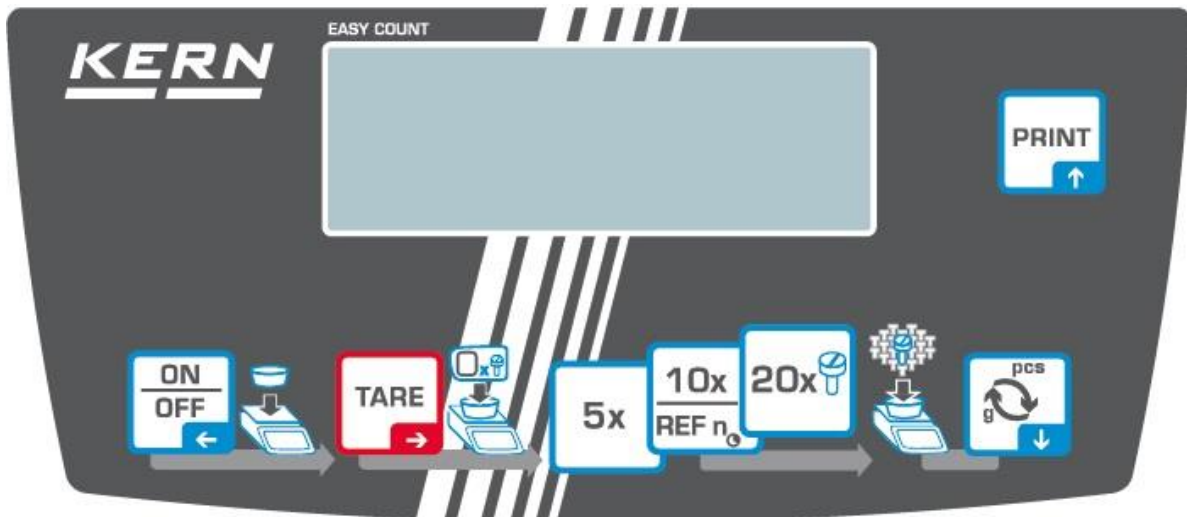 EASY COUNT
KERN
PRINT
↑
ON
OFF
←
TARE
→
x
5x
10x
REF n
20x
pcs
g
↓